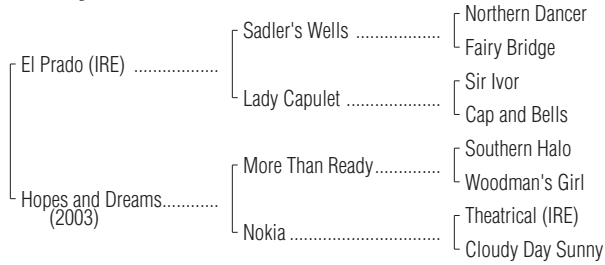 Northern Dancer
Sadler's Wells ..................
Fairy Bridge
El Prado (IRE) ..................
Sir Ivor
Lady Capulet ....................
Cap and Bells
Southern Halo
More Than Ready..............
Woodman's Girl
Hopes and Dreams............
(2003)
Theatrical (IRE)
Nokia ................................
Cloudy Day Sunny